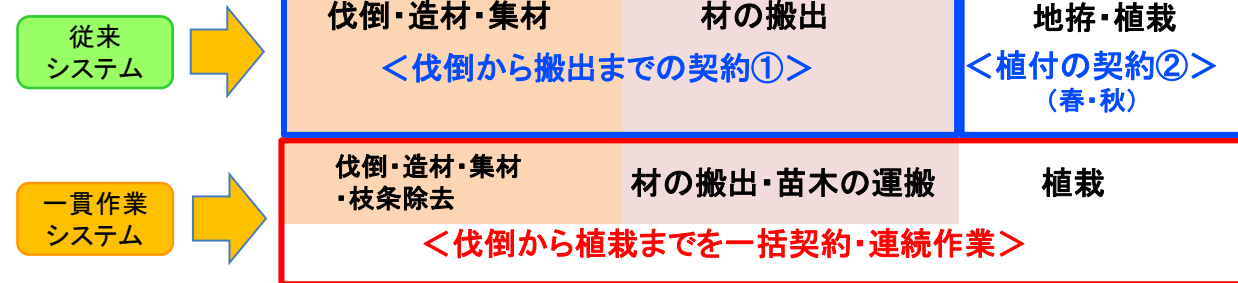 従来
システム
伐倒・造材・集材
材の搬出
地拵・植栽
＜伐倒から搬出までの契約①＞
＜植付の契約②＞
（春・秋）
一貫作業
システム
伐倒・造材・集材
・枝条除去
材の搬出・苗木の運搬
植栽
＜伐倒から植栽までを一括契約・連続作業＞